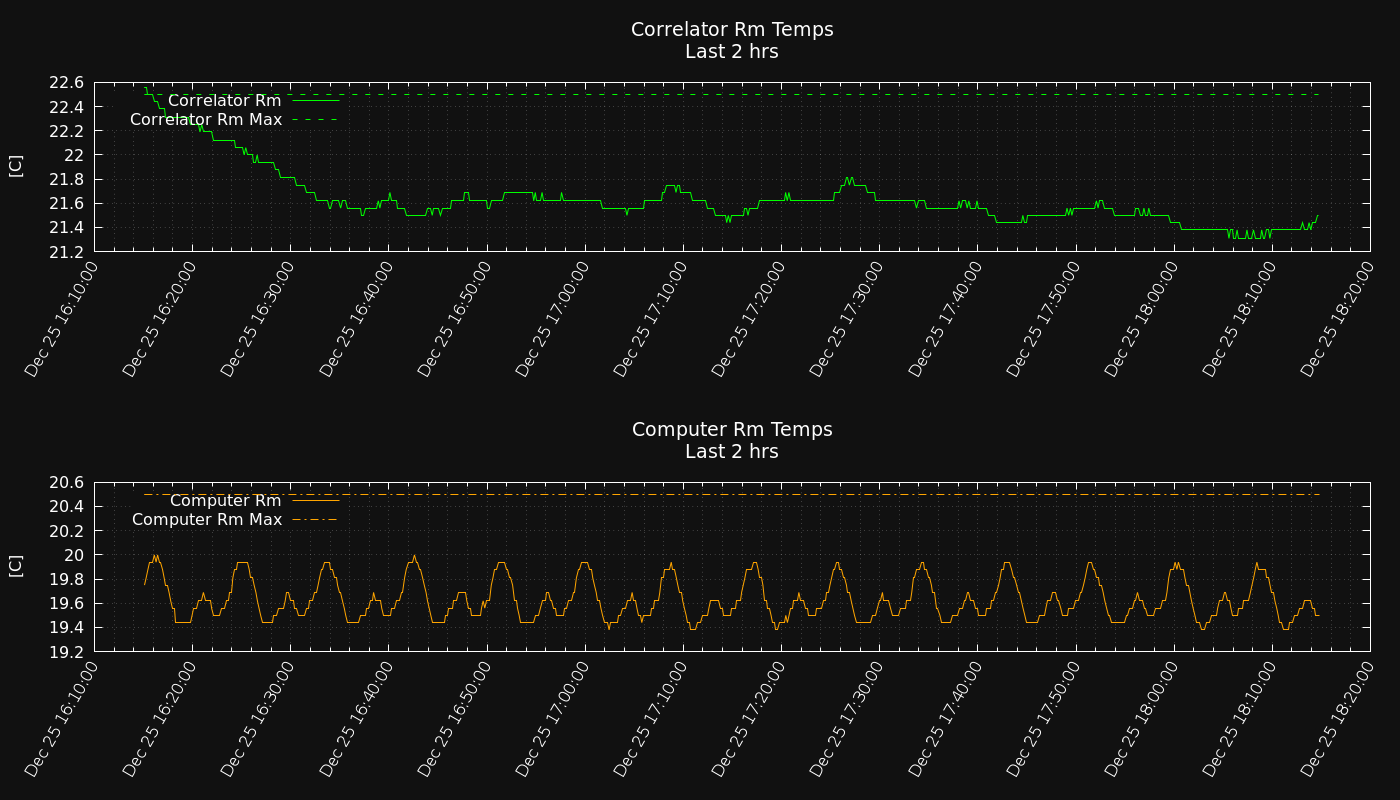 Correlator Rm Temps
Last 2 hrs
22.6
22.4
22.2
22
21.8
21.6
21.4
21.2
[C]
Correlator Rm
Correlator Rm Max
Dec 25 16:10:00
Dec 25 16:20:00
Dec 25 16:30:00
Dec 25 16:40:00
Dec 25 16:50:00
Dec 25 17:00:00
Dec 25 17:10:00
Dec 25 17:20:00
Dec 25 17:30:00
Dec 25 17:40:00
Dec 25 17:50:00
Dec 25 18:00:00
Dec 25 18:10:00
Dec 25 18:20:00
Computer Rm Temps
Last 2 hrs
20.6
20.4
20.2
20
19.8
19.6
19.4
19.2
[C]
Computer Rm
Computer Rm Max
Dec 25 16:10:00
Dec 25 16:20:00
Dec 25 16:30:00
Dec 25 16:40:00
Dec 25 16:50:00
Dec 25 17:00:00
Dec 25 17:10:00
Dec 25 17:20:00
Dec 25 17:30:00
Dec 25 17:40:00
Dec 25 17:50:00
Dec 25 18:00:00
Dec 25 18:10:00
Dec 25 18:20:00